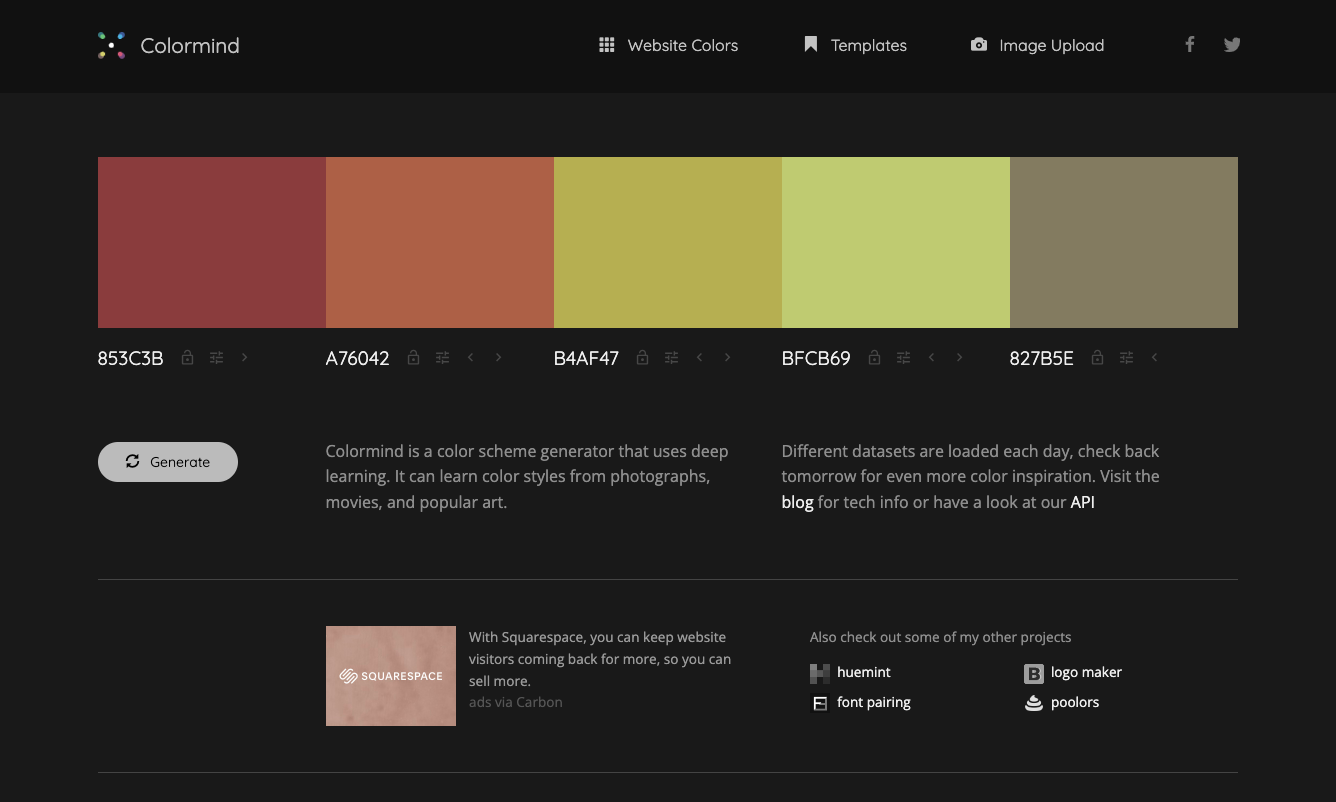 Colormind
Website Colors
Templates
Image Upload
853C3B
A76042
B4AF47
BFCB69
827B5E
Generate
Colormind is a color scheme generator that uses deep
learning. It can learn color styles from photographs,
movies, and popular art.
Different datasets are loaded each day, check back
tomorrow for even more color inspiration. Visit the
blog for tech info or have a look at our API
SQUARESPACE
With Squarespace, you can keep website
visitors coming back for more, so you can
sell more.
ads via Carbon
Also check out some of my other projects
huemint
logo maker
font pairing
poolors